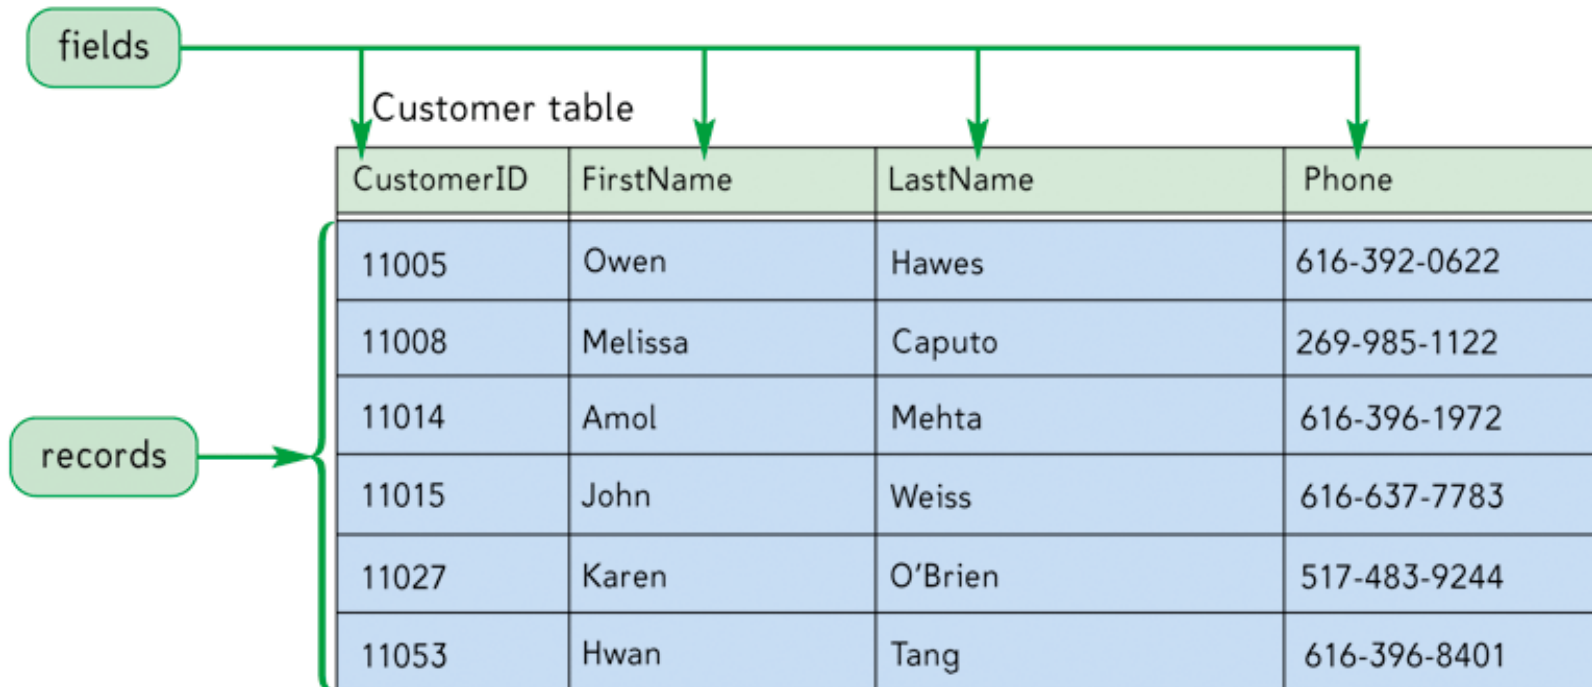 fields
Customer table
CustomerID FirstName LastName Phone
11005 Owen Hawes 616-392-0622
11008 Melissa Caputo 269-985-1122
11014 Amol Mehta 616-396-1972
records
11015 John Weiss 616-637-7783
11027 Karen O'Brien 517-483-9244
11053 Hwan Tang 616-396-8401